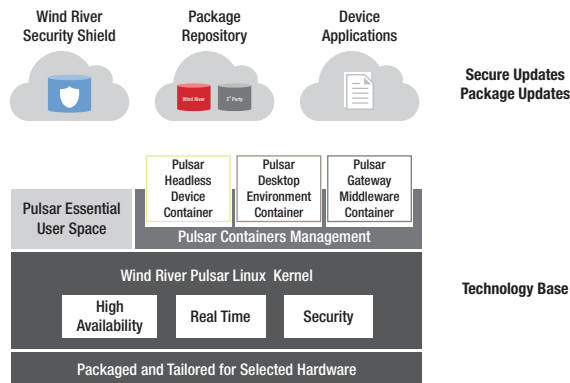 Wind River
Security Shield
Package
Repository
Device
Applications
Wind River
3rd Party
Secure Updates
Package Updates
Pulsar
Headless
Device
Container
Pulsar
Desktop
Environment
Container
Pulsar
Gateway
Middleware
Container
Pulsar Essential
User Space
Pulsar Containers Management
Wind River Pulsar Linux Kernel
High
Availability
Real Time
Security
Technology Base
Packaged and Tailored for Selected Hardware